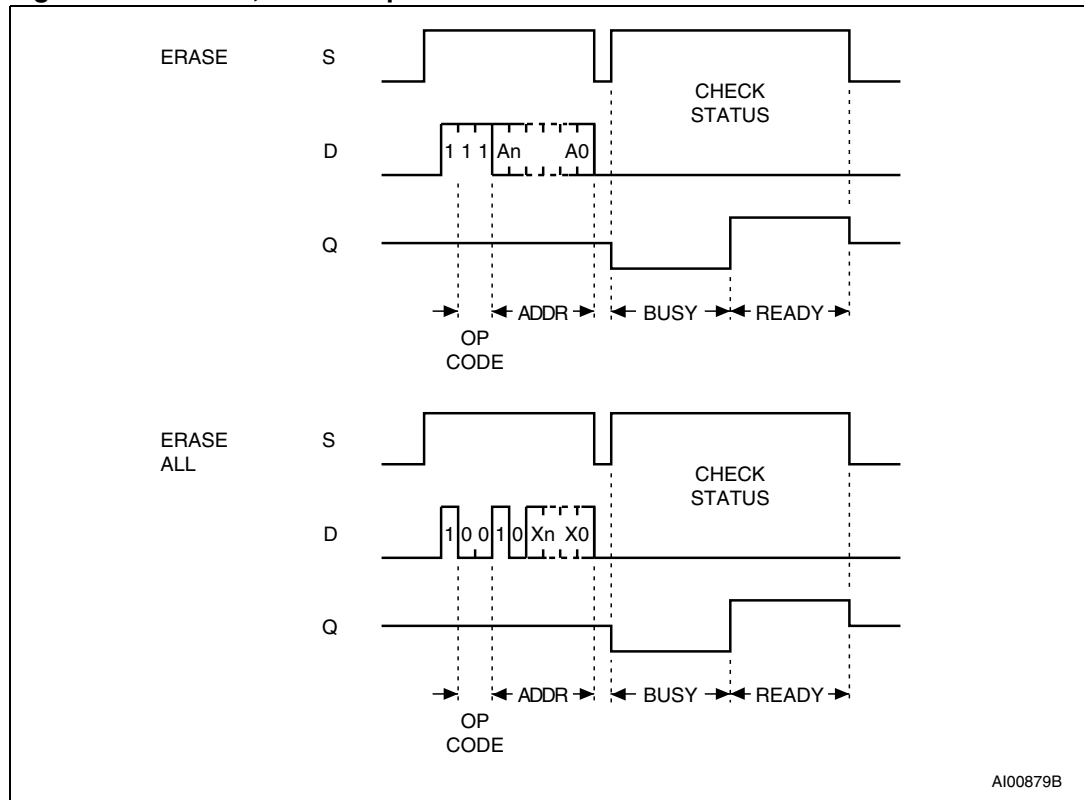 ERASE S
CHECK
STATUS
D 1 1 1 An A0
Q
ADDR BUSY READY
OP
CODE
ERASE
ALL
S
CHECK
STATUS
D 1 0 0 1 0 Xn X0
Q
ADDR BUSY READY
OP
CODE
AI00879B